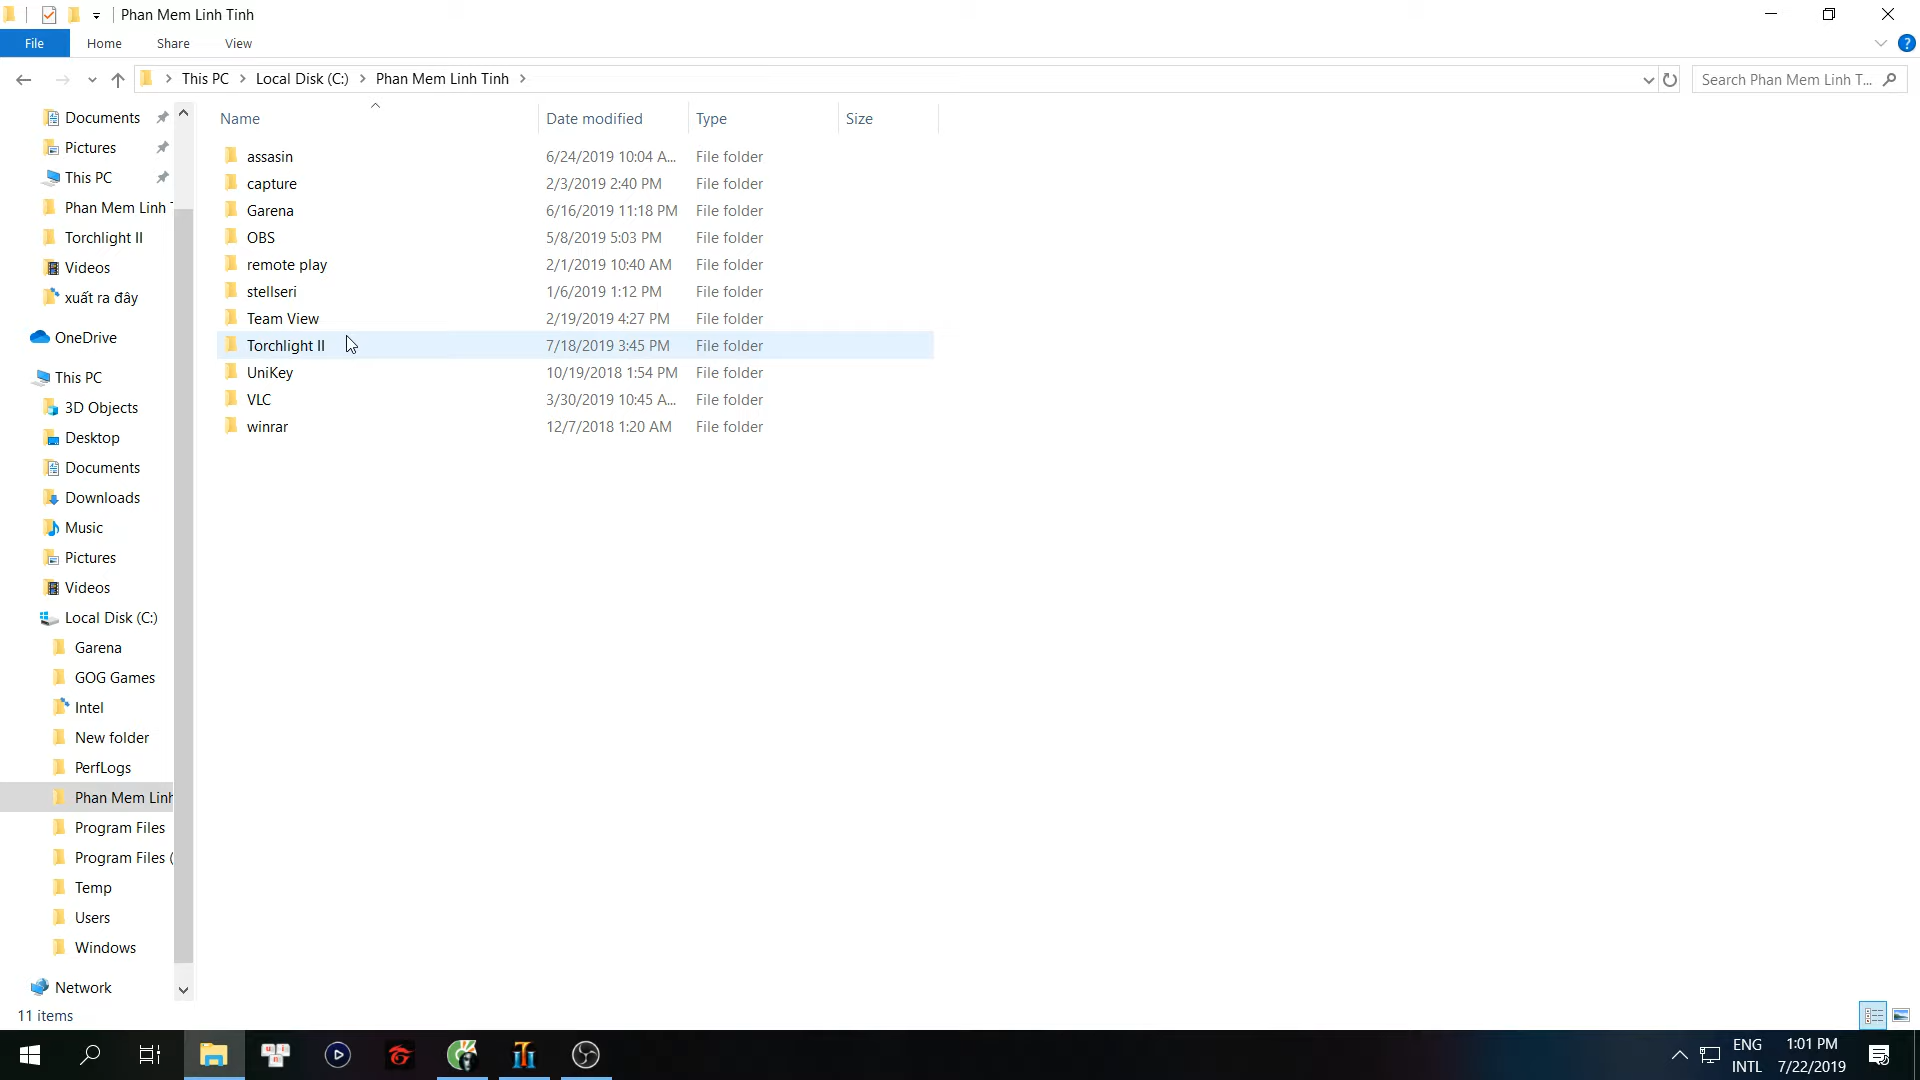 Phan Mem Linh Tinh
File Home Share View
This PC Local Disk (C:) Phan Mem Linh Tinh
Search Phan Mem Linh T...
Documents
Pictures
This PC
Phan Mem Linh
Torchlight II
Videos
xuất ra đây
OneDrive
This PC
3D Objects
Desktop
Documents
Downloads
Music
Pictures
Videos
Local Disk (C:)
Garena
GOG Games
Intel
New folder
PerfLogs
Phan Mem Linh
Program Files
Program Files (
Temp
Users
Windows
Network
Name Date modified Type Size
assasin 6/24/2019 10:04 A... File folder
capture 2/3/2019 2:40 PM File folder
Garena 6/16/2019 11:18 PM File folder
OBS 5/8/2019 5:03 PM File folder
remote play 2/1/2019 10:40 AM File folder
stellseri 1/6/2019 1:12 PM File folder
Team View 2/19/2019 4:27 PM File folder
Torchlight II 7/18/2019 3:45 PM File folder
UniKey 10/19/2018 1:54 PM File folder
VLC 3/30/2019 10:45 A... File folder
winrar 12/7/2018 1:20 AM File folder
11 items
ENG 1:01 PM
INTL 7/22/2019